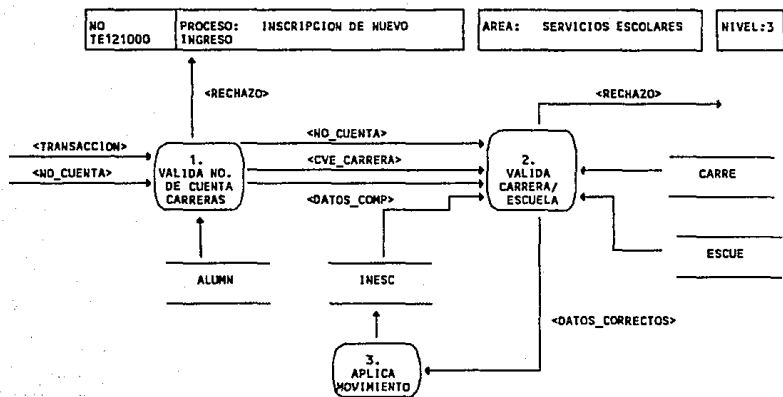 NO
TE121000
PROCESO: INSCRIPCION DE NUEVO
INGRESO
AREA: SERVICIOS ESCOLARES
NIVEL:3
<RECHAZO>
<RECHAZO>
<TRANSACCION>
<NO_CUENTA>
<NO_CUENTA>
<CVE_CARRERA>
<DATOS_COMP>
1.
VALIDA NO.
DE CUENTA
CARRERAS
2.
VALIDA
CARRERA/
ESCUELA
CARRE
ESCUE
ALUMN
INESC
<DATOS_CORRECTOS>
3.
APLICA
MOVIMIENTO